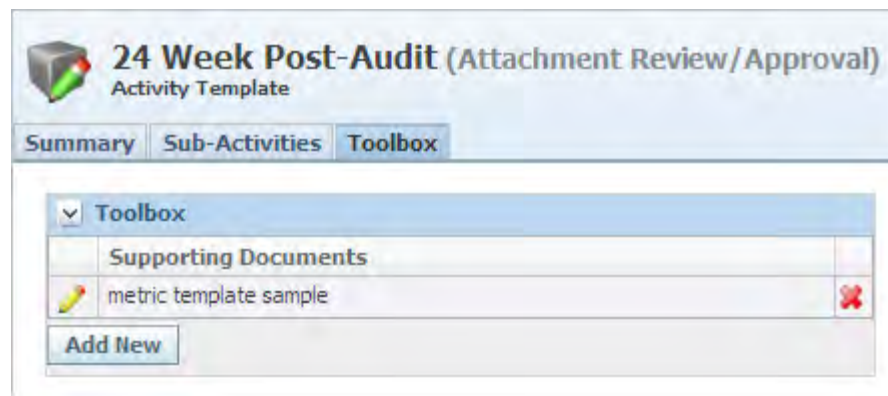 24 Week Post-Audit (Attachment Review/Approval)
Activity Template
Summary Sub-Activities Toolbox
Toolbox
Supporting Documents
metric template sample
Add New